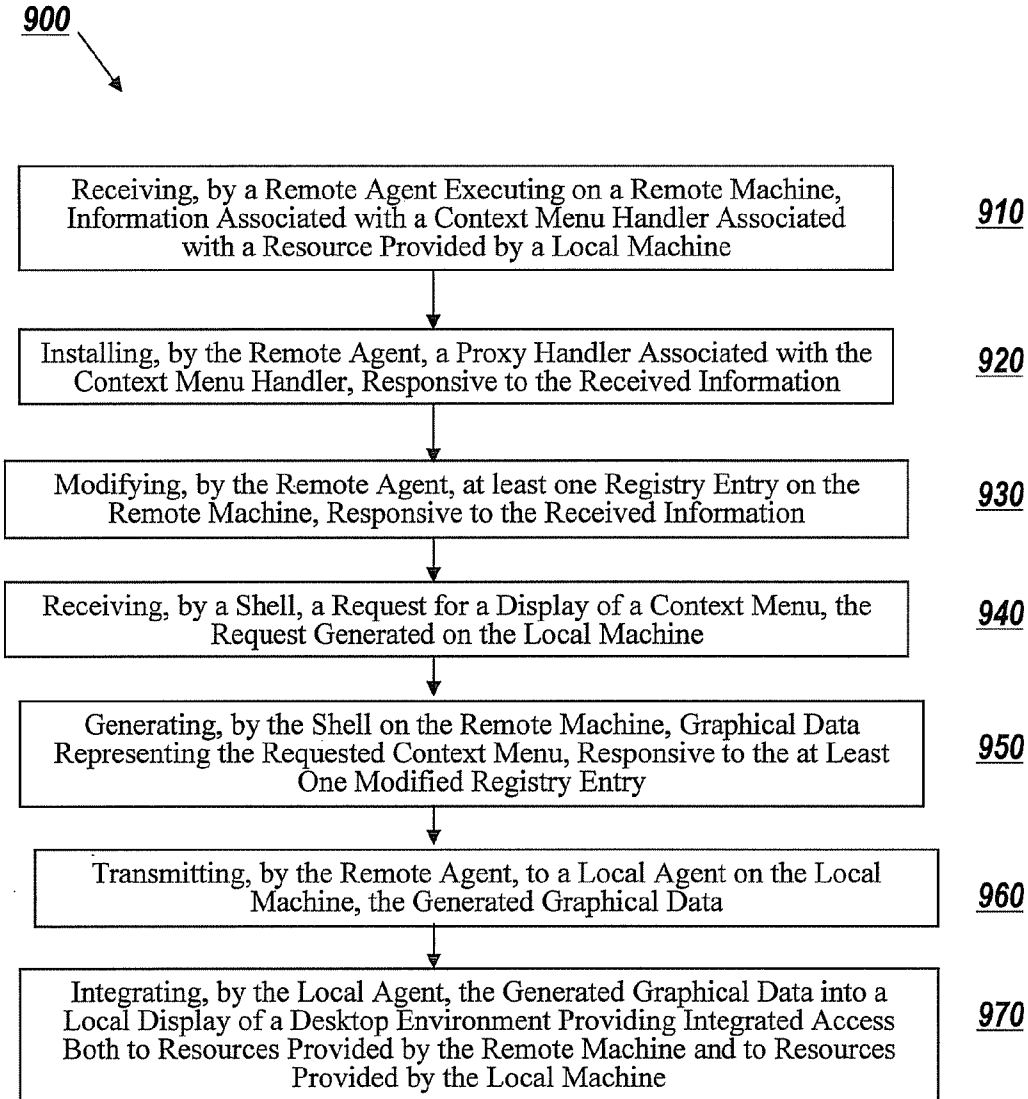 900
Receiving, by a Remote Agent Executing on a Remote Machine,
Information Associated with a Context Menu Handler Associated
with a Resource Provided by a Local Machine
910
Installing, by the Remote Agent, a Proxy Handler Associated with the
Context Menu Handler, Responsive to the Received Information
920
Modifying, by the Remote Agent, at least one Registry Entry on the
Remote Machine, Responsive to the Received Information
930
Receiving, by a Shell, a Request for a Display of a Context Menu, the
Request Generated on the Local Machine
940
Generating, by the Shell on the Remote Machine, Graphical Data
Representing the Requested Context Menu, Responsive to the at Least
One Modified Registry Entry
950
Transmitting, by the Remote Agent, to a Local Agent on the Local
Machine, the Generated Graphical Data
960
Integrating, by the Local Agent, the Generated Graphical Data into a
Local Display of a Desktop Environment Providing Integrated Access
Both to Resources Provided by the Remote Machine and to Resources
Provided by the Local Machine
970